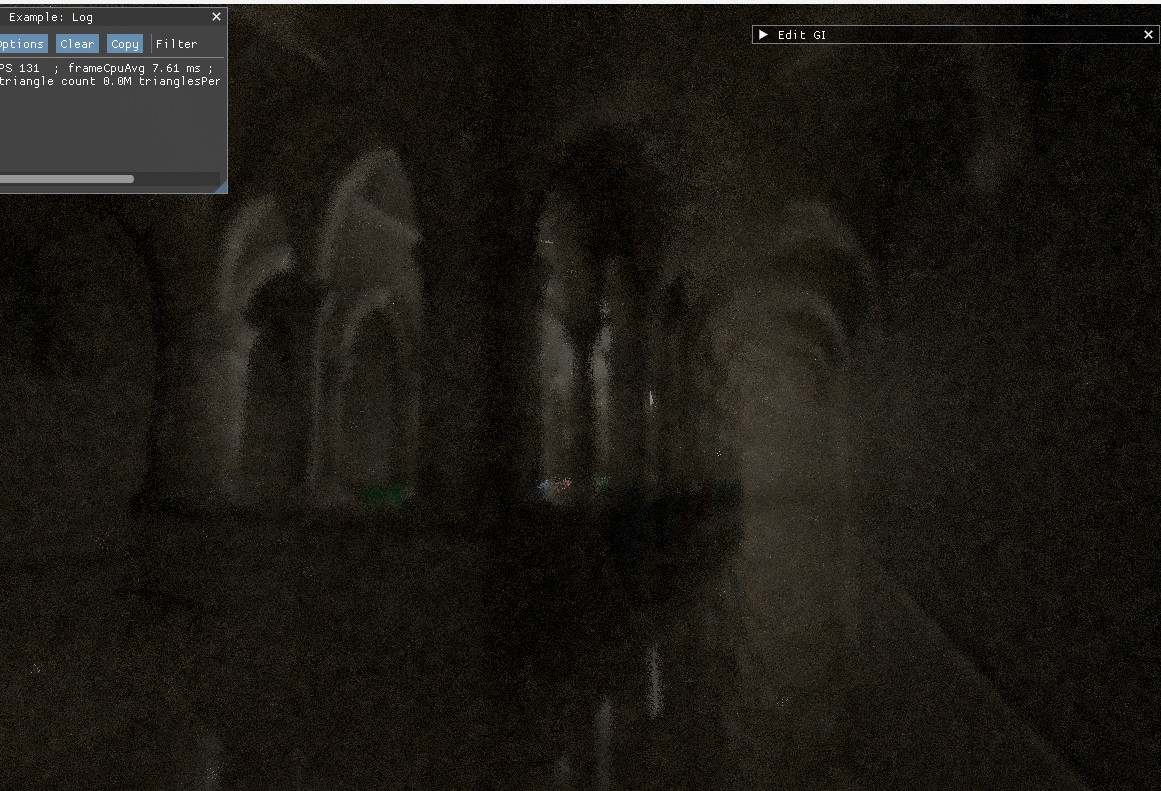 Example: Log
Options Clear Copy Filter
PS 131 ; frameCpuAvg 7.61 ms ;
triangle count 0.0M trianglesPer
Edit GI